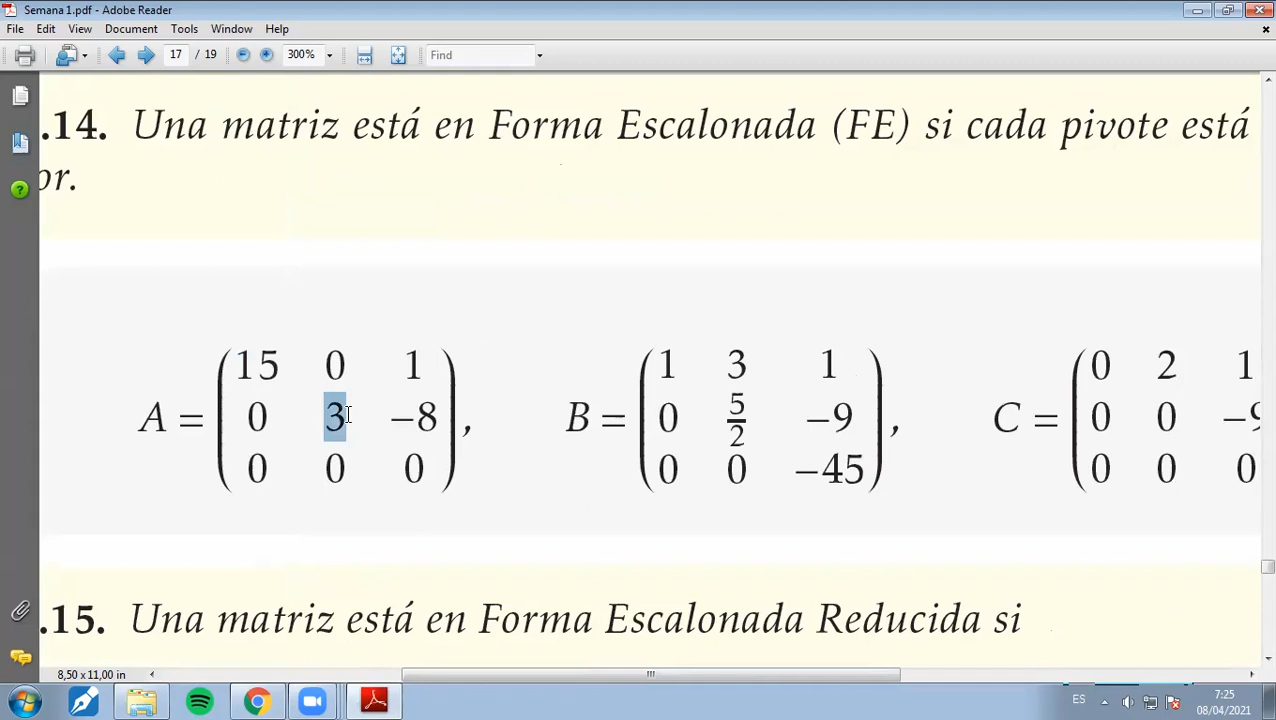 Semana 1.pdf - Adobe Reader
File Edit View Document Tools Window Help
17 / 19 300% Find
.14. Una matriz está en Forma Escalonada (FE) si cada pivote está
or.
A = ( 15 0 1
0 3 −8
0 0 0 ),
B = ( 1 3 1
0 5/2 −9
0 0 −45 ),
C = ( 0 2 1
0 0 −9
0 0 0
.15. Una matriz está en Forma Escalonada Reducida si
8,50 x 11,00 in
ES 7:25
08/04/2021